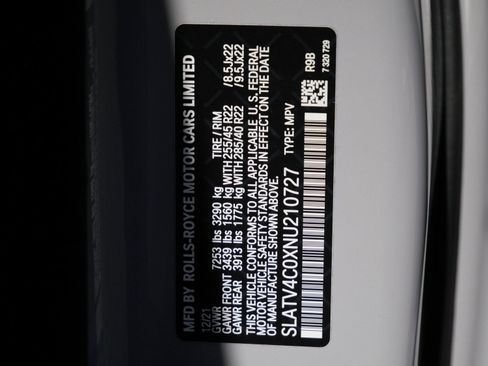 MFD BY ROLLS-ROYCE MOTOR CARS LIMITED
12/21 TIRE / RIM
GVWR 7253 lbs 3290 kg
GAWR FRONT 3439 lbs 1560 kg WITH 255/45 R22 /8.5Jx22
GAWR REAR 3913 lbs 1775 kg WITH 285/40 R22 /9.5Jx22
THIS VEHICLE CONFORMS TO ALL APPLICABLE U. S. FEDERAL
MOTOR VEHICLE SAFETY STANDARDS IN EFFECT ON THE DATE
OF MANUFACTURE SHOWN ABOVE.
SLATV4C0XNU210727 TYPE: MPV
R9B
7 320 729